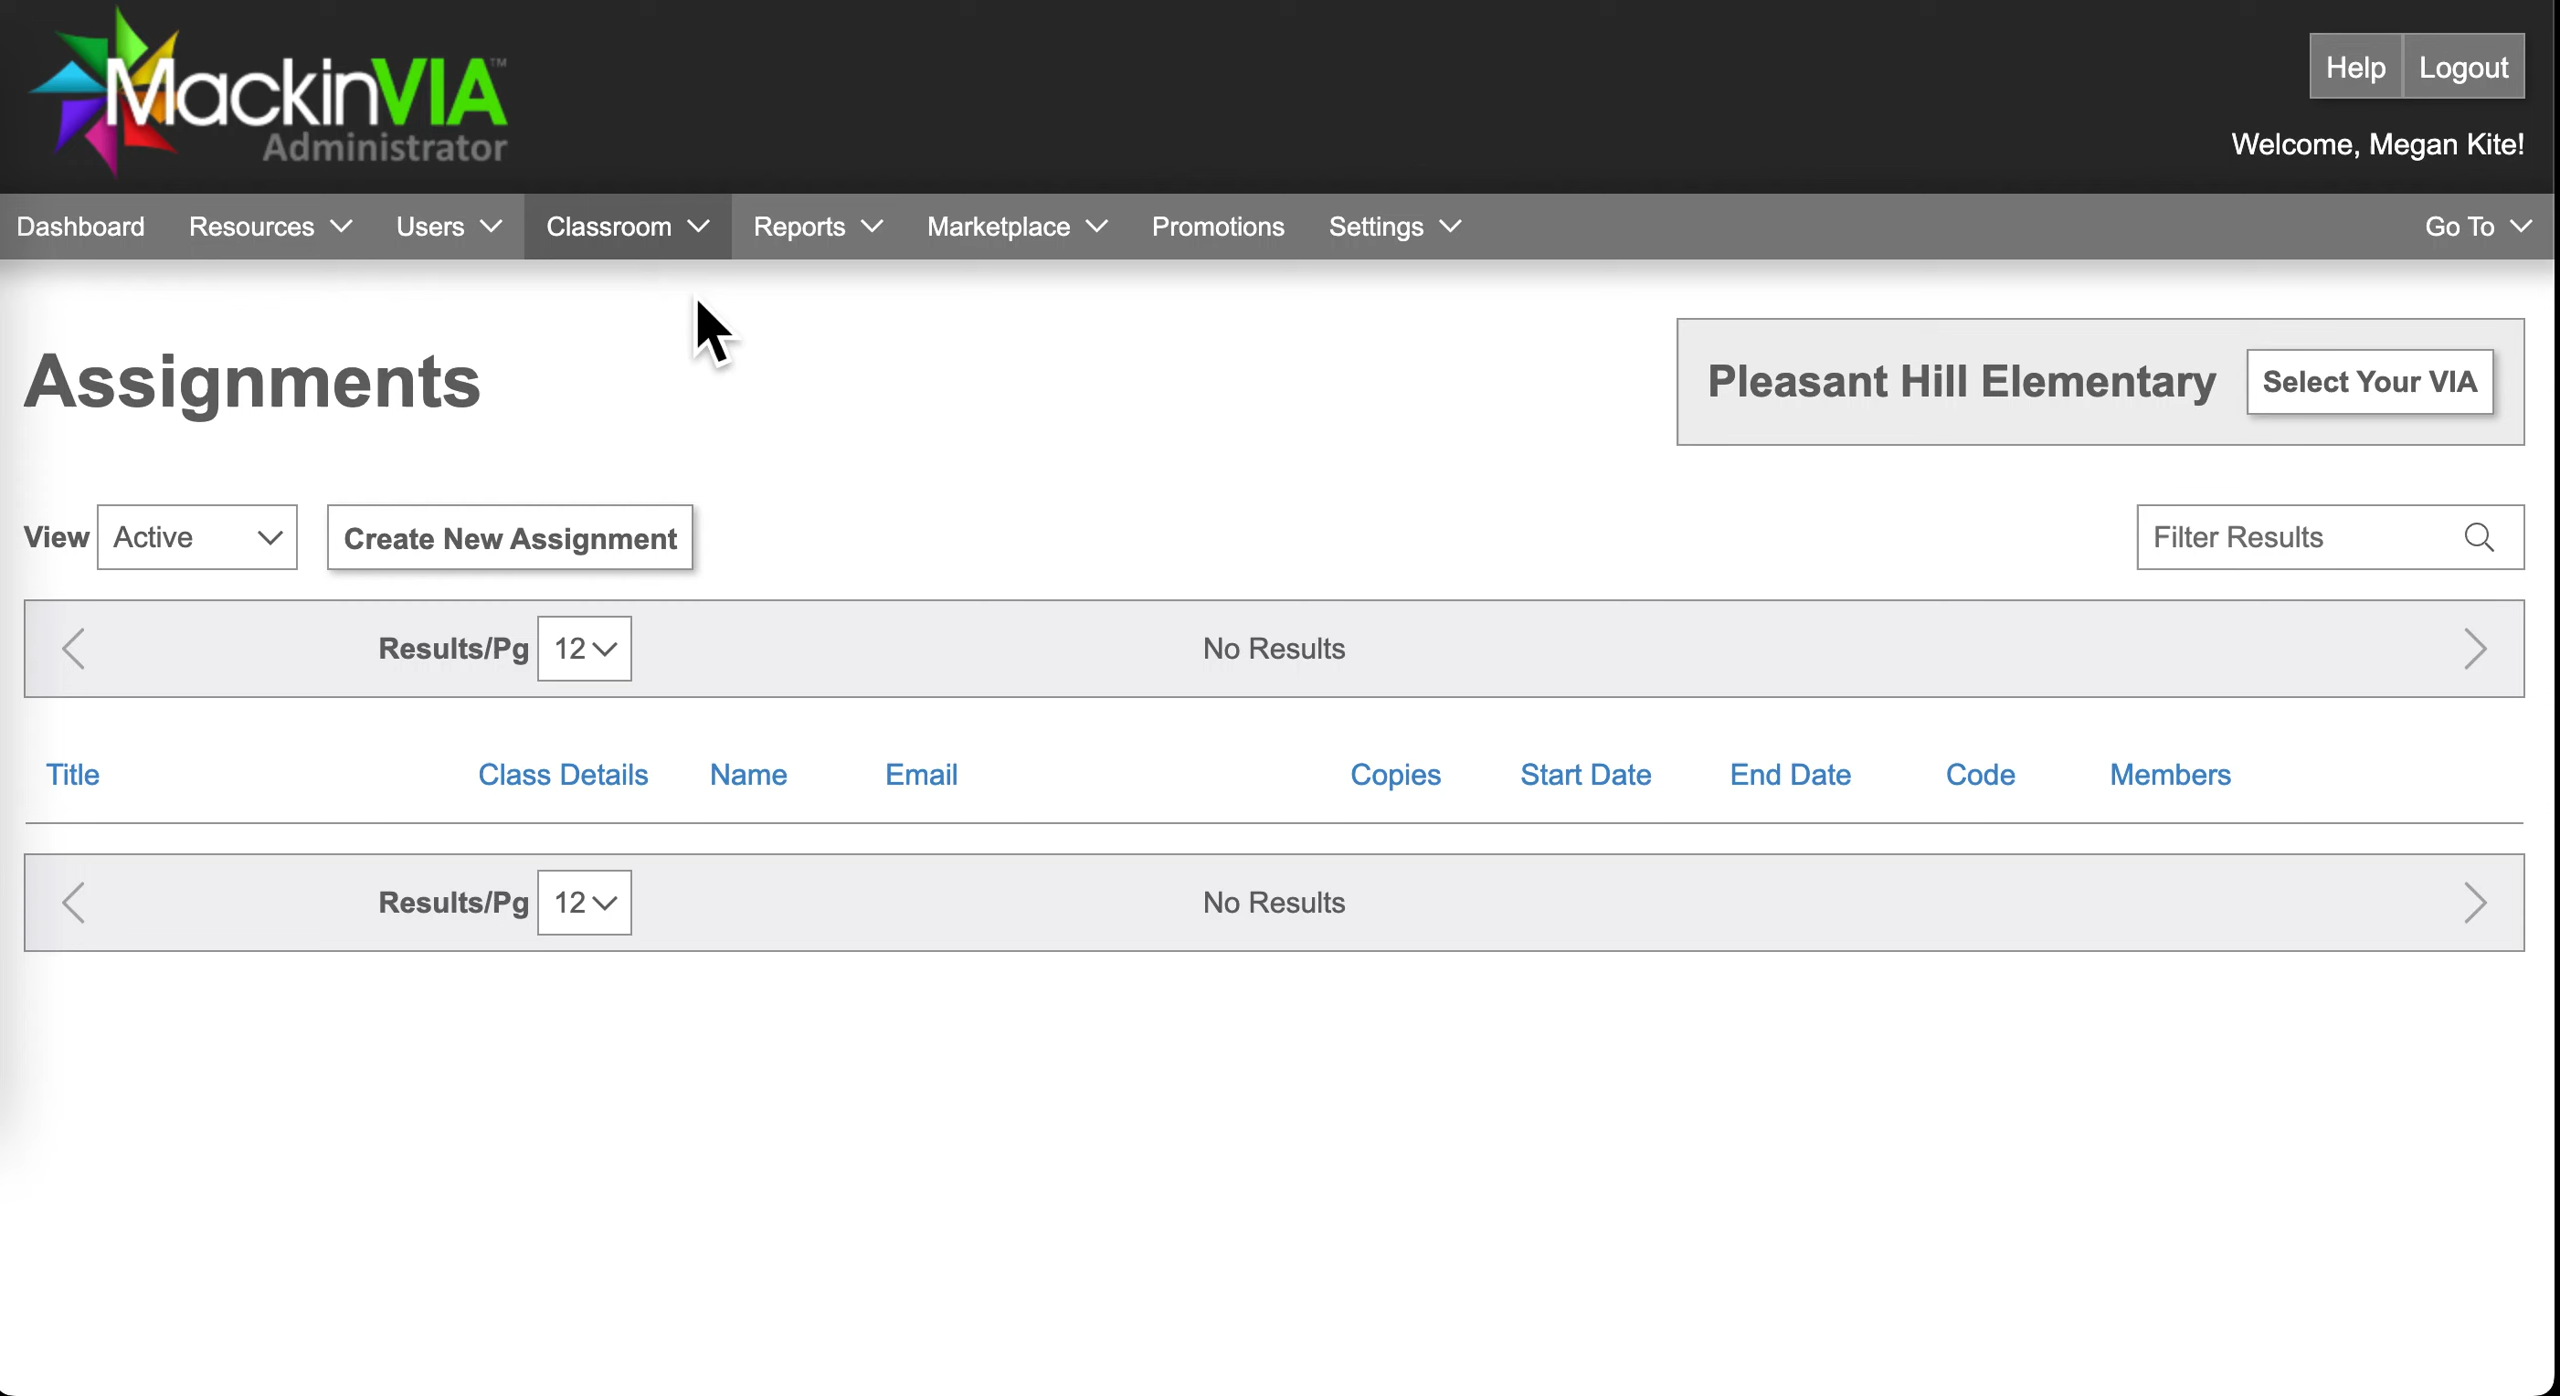 MackinVIA™
Administrator
Help Logout
Welcome, Megan Kite!
Dashboard Resources Users Classroom Reports Marketplace Promotions Settings Go To
Assignments
Pleasant Hill Elementary Select Your VIA
View Active Create New Assignment Filter Results
Results/Pg 12 No Results
Title Class Details Name Email Copies Start Date End Date Code Members
Results/Pg 12 No Results